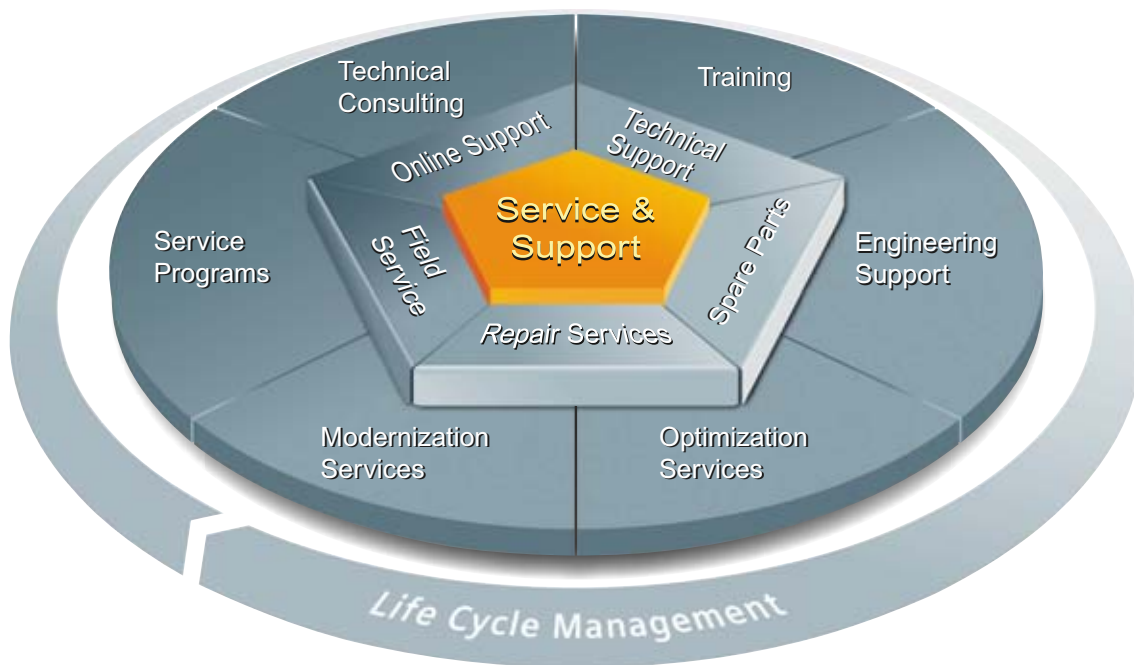 Technical
Consulting
Training
Online Support
Technical
Support
Service &
Support
Service
Programs
Field
Service
Spare Parts
Engineering
Support
Repair Services
Modernization
Services
Optimization
Services
Life Cycle Management